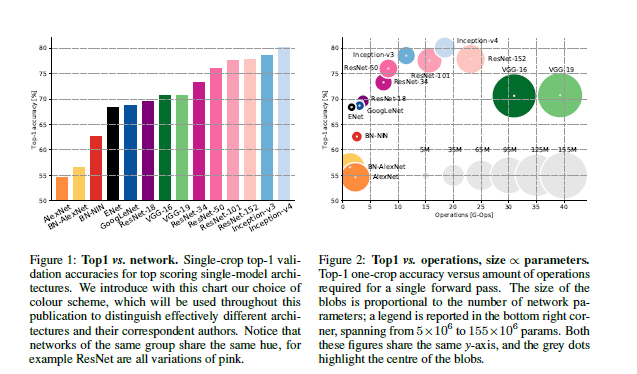 Top-1 accuracy [%]
80
75
70
65
60
55
50
AlexNet
BN-AlexNet
BN-NIN
ENet
GoogLeNet
ResNet-18
VGG-16
VGG-19
ResNet-34
ResNet-50
ResNet-101
ResNet-152
Inception-v3
Inception-v4
Top-1 accuracy [%]
80
75
70
65
60
55
50
Inception-v4
Inception-v3
ResNet-152
ResNet-50
ResNet-101
VGG-16
VGG-19
ResNet-34
ResNet-18
GoogLeNet
ENet
BN-NIN
5M
35M
65M
95M
125M
155M
BN-AlexNet
AlexNet
0
5
10
15
20
25
30
35
40
Operations [G-Ops]
Figure 1: Top1 vs. network. Single-crop top-1 vali-
dation accuracies for top scoring single-model archi-
tectures. We introduce with this chart our choice of
colour scheme, which will be used throughout this
publication to distinguish effectively different archi-
tectures and their correspondent authors. Notice that
networks of the same group share the same hue, for
example ResNet are all variations of pink.
Figure 2: Top1 vs. operations, size ∝ parameters.
Top-1 one-crop accuracy versus amount of operations
required for a single forward pass. The size of the
blobs is proportional to the number of network pa-
rameters; a legend is reported in the bottom right cor-
ner, spanning from 5×10⁶ to 155×10⁶ params. Both
these figures share the same y-axis, and the grey dots
highlight the centre of the blobs.